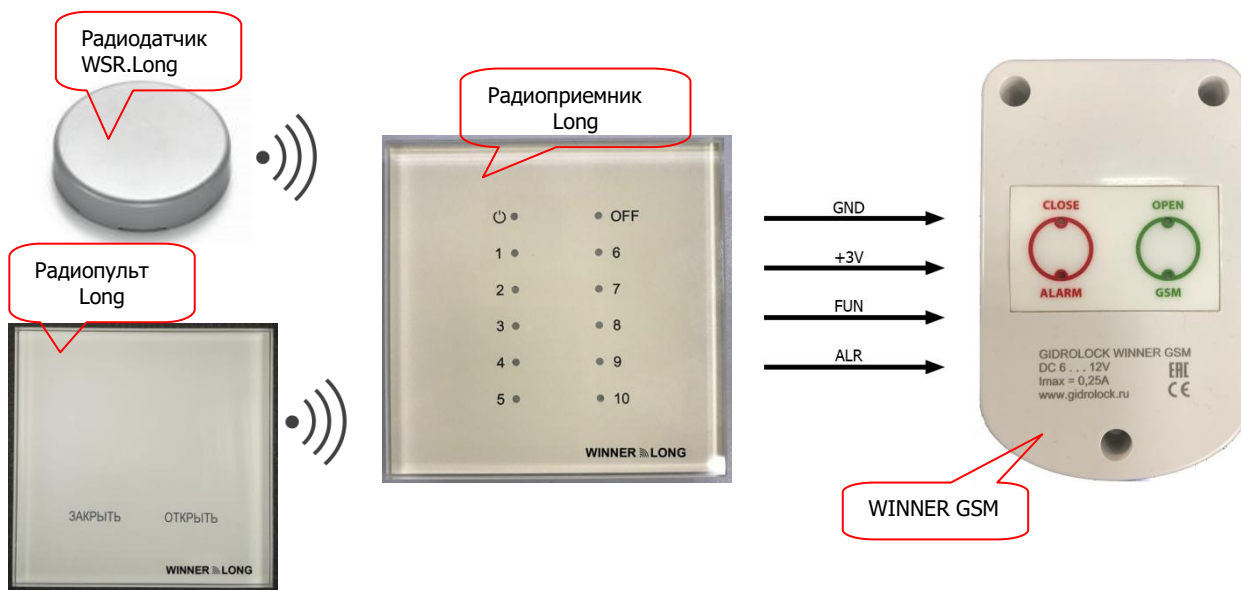 Радиодатчик
WSR.Long
Радиопульт
Long
ЗАКРЫТЬ ОТКРЫТЬ
WINNER LONG
Радиоприемник
Long
OFF
1 6
2 7
3 8
4 9
5 10
WINNER LONG
GND
+3V
FUN
ALR
CLOSE OPEN
ALARM GSM
GIDROLOCK WINNER GSM
DC 6 . . . 12V
Imax = 0,25A
www.gidrolock.ru
EAC
CE
WINNER GSM